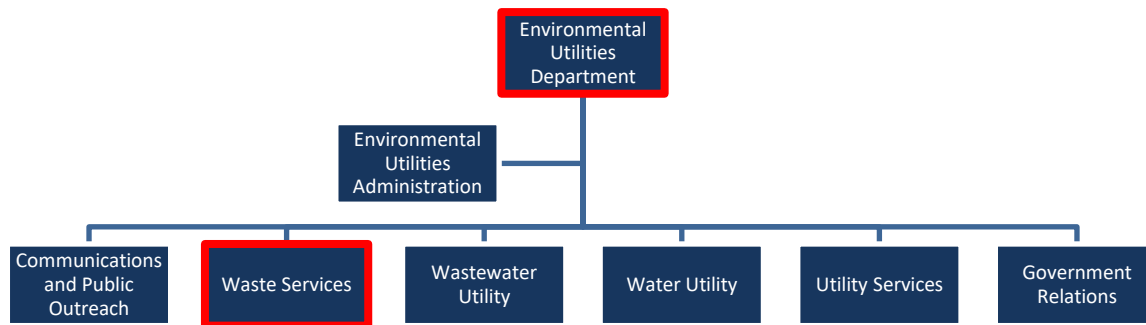 Environmental
Utilities
Department
Environmental
Utilities
Administration
Communications
and Public
Outreach
Waste Services
Wastewater
Utility
Water Utility
Utility Services
Government
Relations